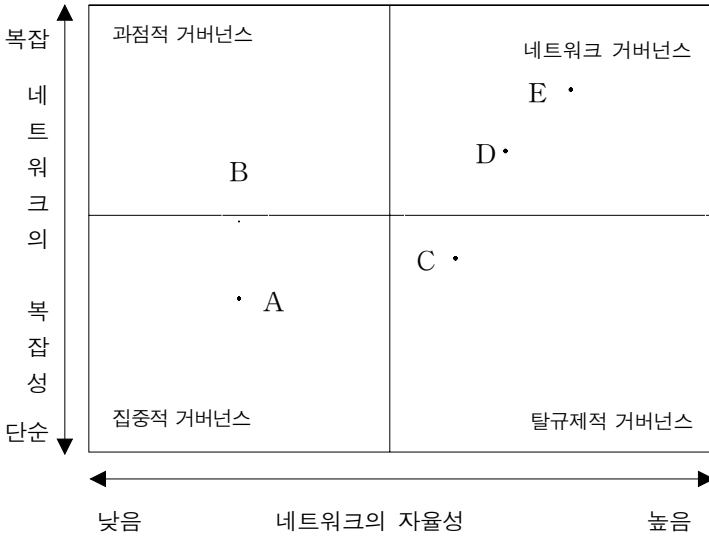 복잡
네트워크의 복잡성
단순
과점적 거버넌스
네트워크 거버넌스
E
D
B
C
A
집중적 거버넌스
탈규제적 거버넌스
낮음
네트워크의 자율성
높음